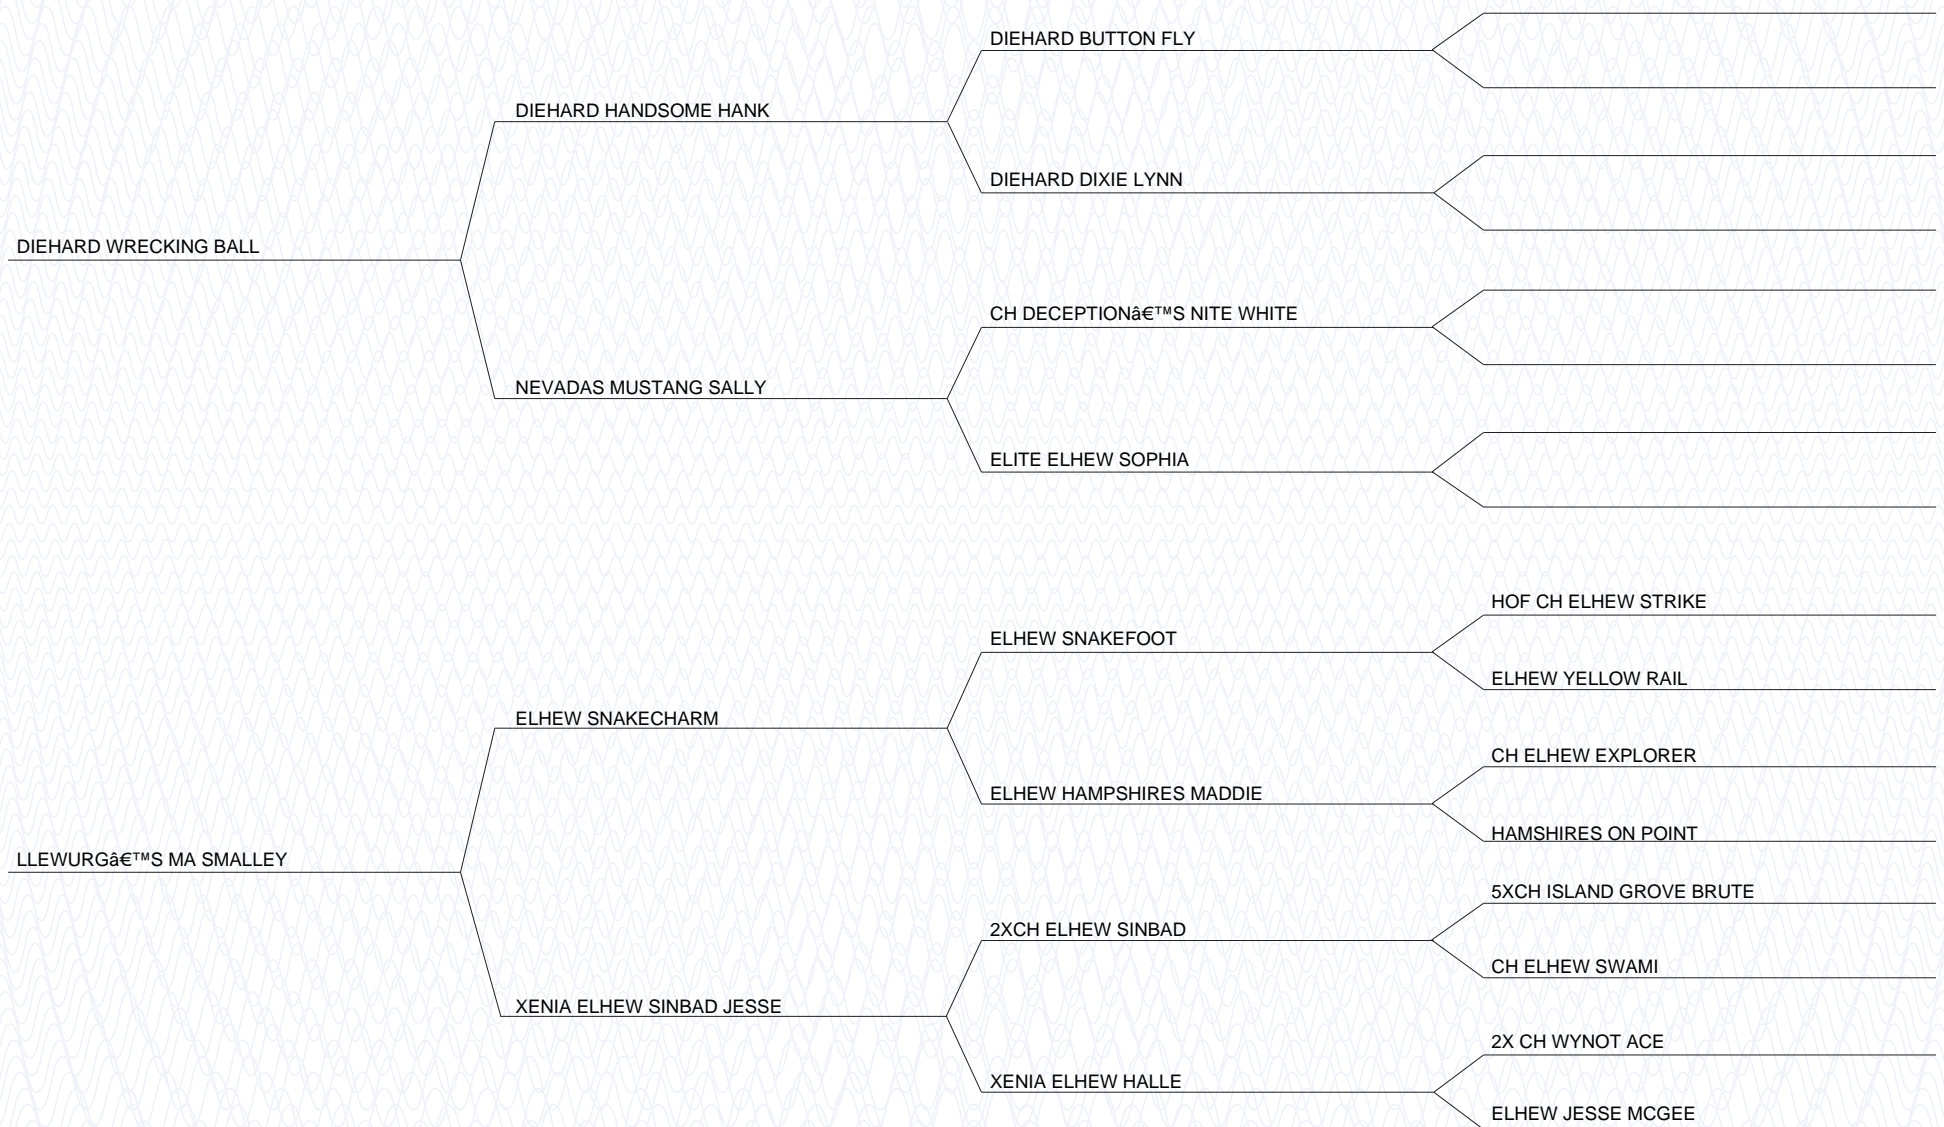 DIEHARD BUTTON FLY
DIEHARD HANDSOME HANK
DIEHARD DIXIE LYNN
DIEHARD WRECKING BALL
CH DECEPTIONâ€™S NITE WHITE
NEVADAS MUSTANG SALLY
ELITE ELHEW SOPHIA
HOF CH ELHEW STRIKE
ELHEW SNAKEFOOT
ELHEW YELLOW RAIL
ELHEW SNAKECHARM
CH ELHEW EXPLORER
ELHEW HAMPSHIRES MADDIE
HAMSHIRES ON POINT
LLEWURGâ€™S MA SMALLEY
5XCH ISLAND GROVE BRUTE
2XCH ELHEW SINBAD
CH ELHEW SWAMI
XENIA ELHEW SINBAD JESSE
2X CH WYNOT ACE
XENIA ELHEW HALLE
ELHEW JESSE MCGEE